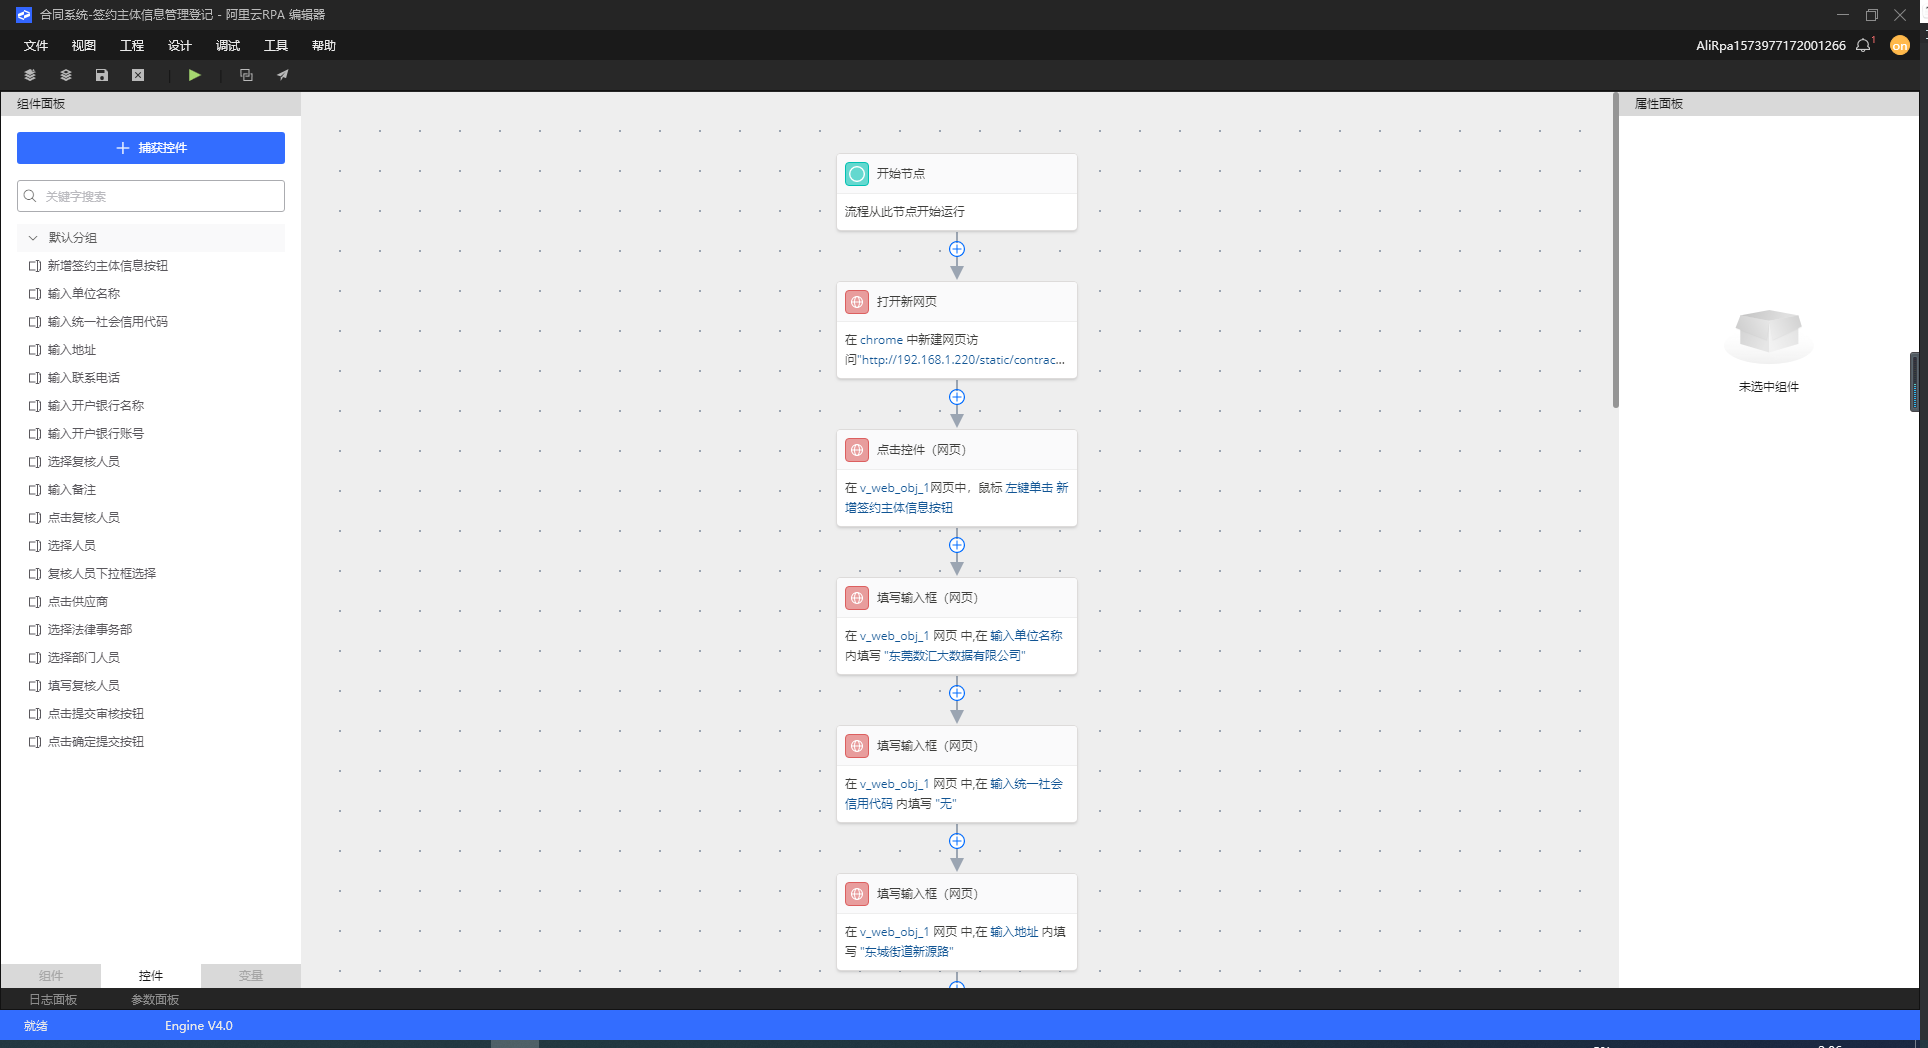 合同系统-签约主体信息管理登记 - 阿里云RPA 编辑器
文件 视图 工程 设计 调试 工具 帮助
AliRpa1573977172001266
1
on
组件面板
捕获控件
关键字搜索
默认分组
新增签约主体信息按钮
输入单位名称
输入统一社会信用代码
输入地址
输入联系电话
输入开户银行名称
输入开户银行账号
选择复核人员
输入备注
点击复核人员
选择人员
复核人员下拉框选择
点击供应商
选择法律事务部
选择部门人员
填写复核人员
点击提交审核按钮
点击确定提交按钮
组件 控件 变量
开始节点
流程从此节点开始运行
打开新网页
在 chrome 中新建网页访
问"http://192.168.1.220/static/contrac...
点击控件（网页）
在 v_web_obj_1网页中，鼠标 左键单击 新
增签约主体信息按钮
填写输入框（网页）
在 v_web_obj_1 网页 中,在 输入单位名称
内填写 "东莞数汇大数据有限公司"
填写输入框（网页）
在 v_web_obj_1 网页 中,在 输入统一社会
信用代码 内填写 "无"
填写输入框（网页）
在 v_web_obj_1 网页 中,在 输入地址 内填
写 "东城街道新源路"
属性面板
未选中组件
日志面板 参数面板
就绪 Engine V4.0